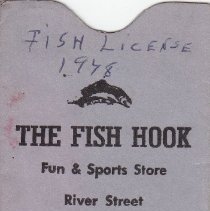 FISH LICENSE
1948
THE FISH HOOK
Fun & Sports Store
River Street